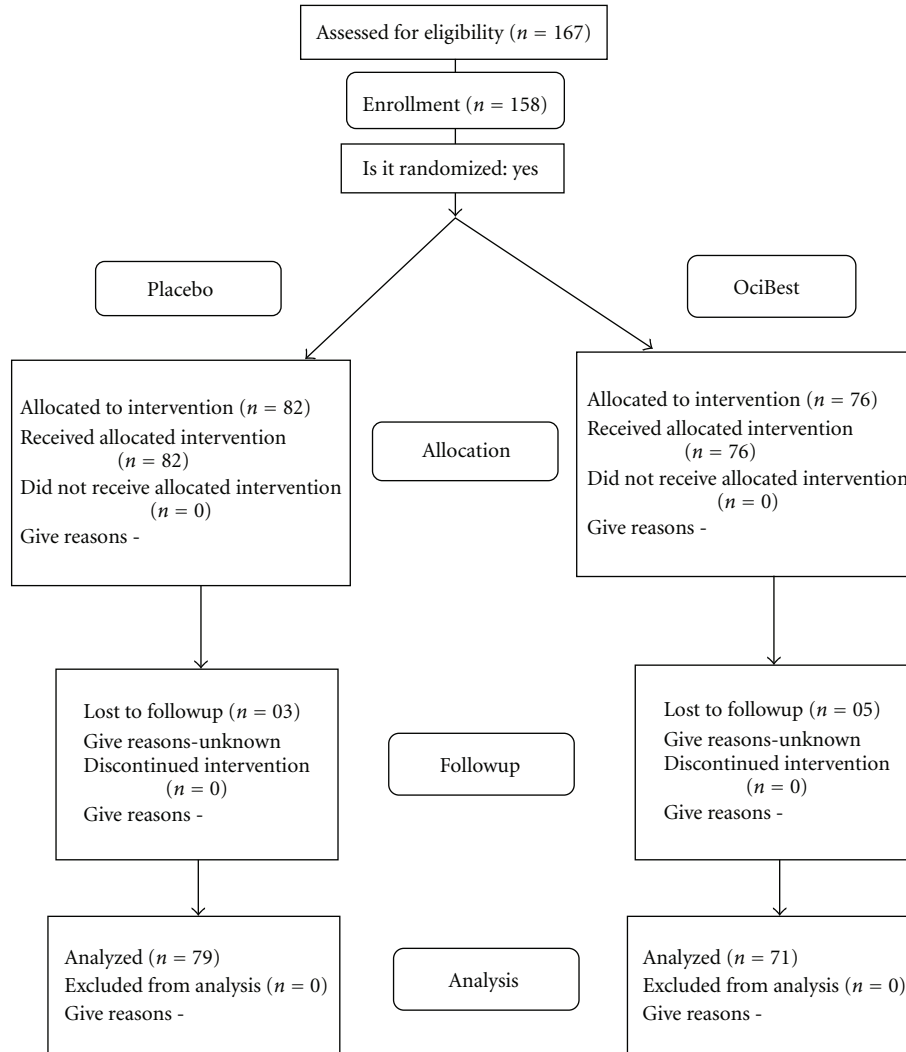 Assessed for eligibility (n = 167)
Enrollment (n = 158)
Is it randomized: yes
Placebo
OciBest
Allocated to intervention (n = 82)
Received allocated intervention
(n = 82)
Did not receive allocated intervention
(n = 0)
Give reasons -
Allocation
Allocated to intervention (n = 76)
Received allocated intervention
(n = 76)
Did not receive allocated intervention
(n = 0)
Give reasons -
Lost to followup (n = 03)
Give reasons-unknown
Discontinued intervention
(n = 0)
Give reasons -
Followup
Lost to followup (n = 05)
Give reasons-unknown
Discontinued intervention
(n = 0)
Give reasons -
Analyzed (n = 79)
Excluded from analysis (n = 0)
Give reasons -
Analysis
Analyzed (n = 71)
Excluded from analysis (n = 0)
Give reasons -